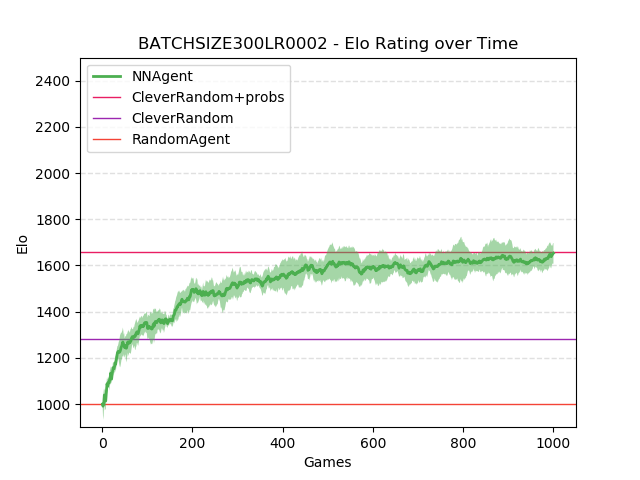 BATCHSIZE300LR0002 - Elo Rating over Time
NNAgent
CleverRandom+probs
CleverRandom
RandomAgent
Elo
2400
2200
2000
1800
1600
1400
1200
1000
0 200 400 600 800 1000
Games